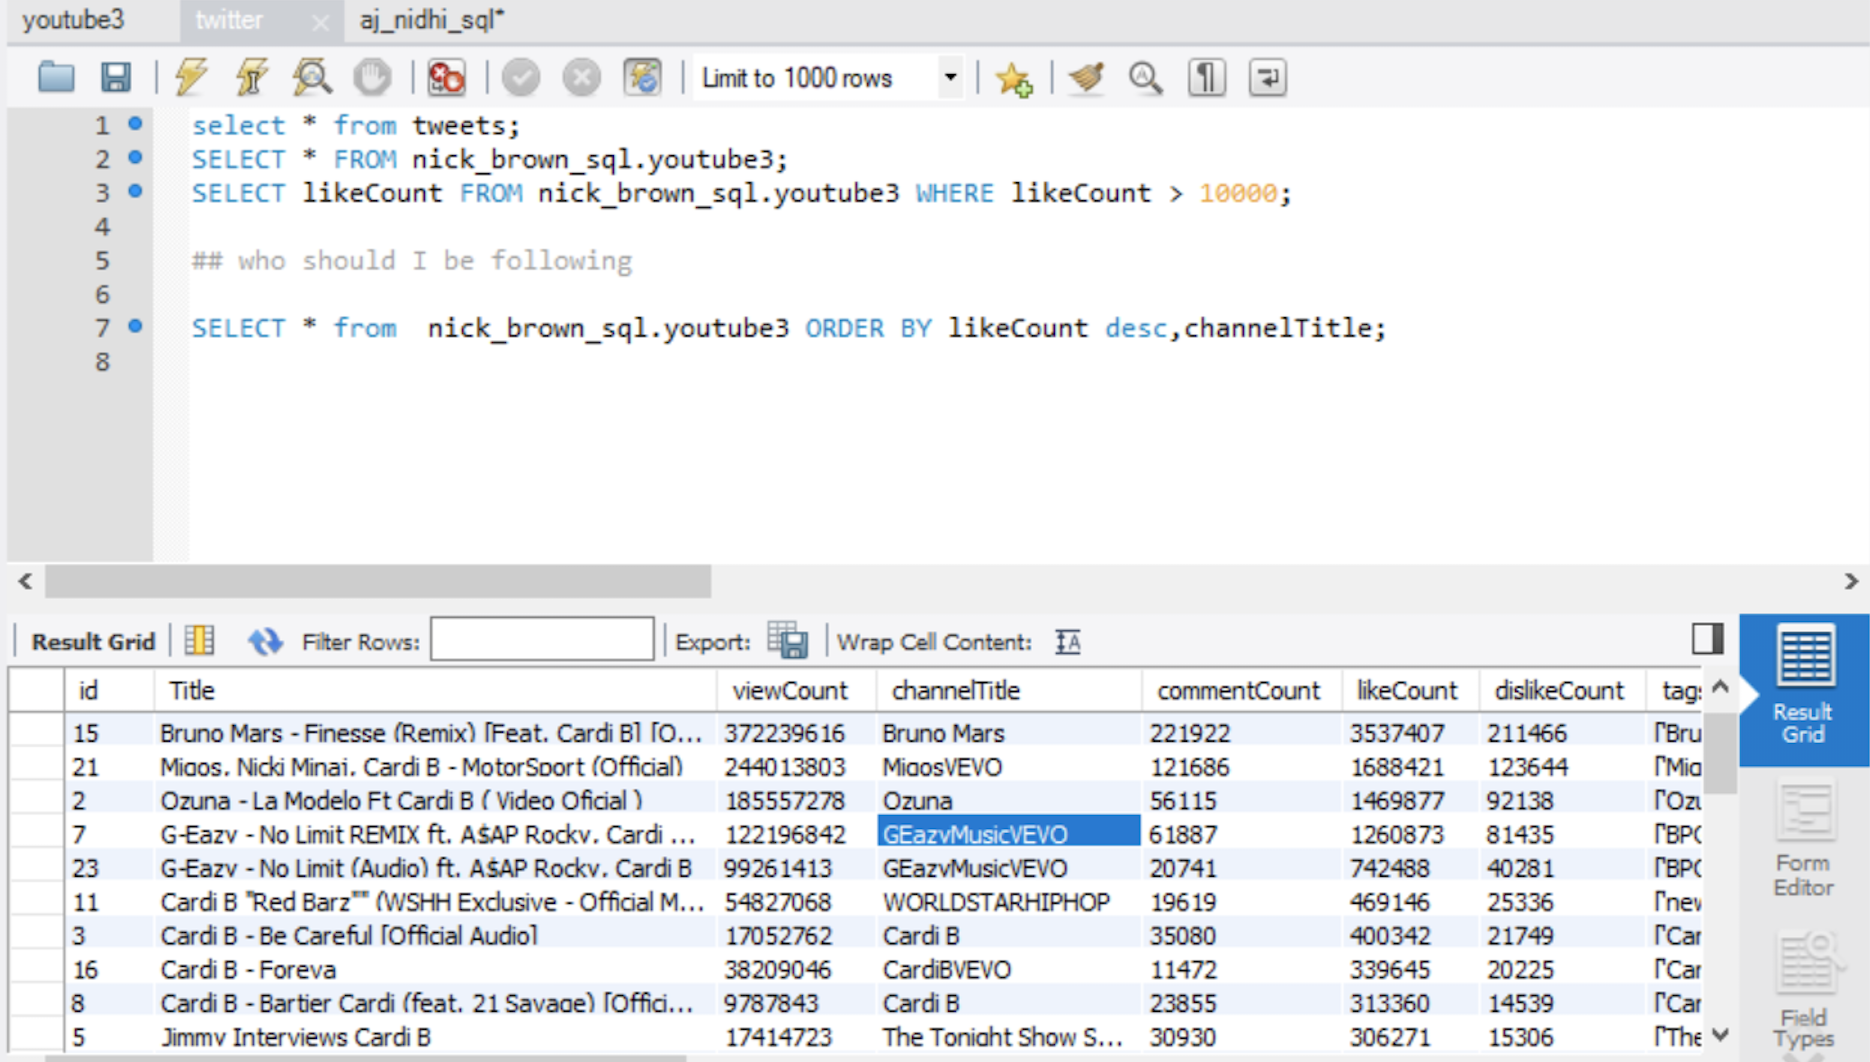 youtube3 twitter aj_nidhi_sql*
Limit to 1000 rows
1 select * from tweets;
2 SELECT * FROM nick_brown_sql.youtube3;
3 SELECT likeCount FROM nick_brown_sql.youtube3 WHERE likeCount > 10000;
4
5 ## who should I be following
6
7 SELECT * from  nick_brown_sql.youtube3 ORDER BY likeCount desc,channelTitle;
8
Result Grid Filter Rows: Export: Wrap Cell Content:
id Title viewCount channelTitle commentCount likeCount dislikeCount tags
15 Bruno Mars - Finesse (Remix) [Feat. Cardi B] [O... 372239616 Bruno Mars 221922 3537407 211466 ["Bru
21 Migos, Nicki Minaj, Cardi B - MotorSport (Official) 244013803 MigosVEVO 121686 1688421 123644 ["Mig
2 Ozuna - La Modelo Ft Cardi B ( Video Oficial ) 185557278 Ozuna 56115 1469877 92138 ["Ozu
7 G-Eazy - No Limit REMIX ft. A$AP Rocky, Cardi ... 122196842 GEazyMusicVEVO 61887 1260873 81435 ["BPG
23 G-Eazy - No Limit (Audio) ft. A$AP Rocky, Cardi B 99261413 GEazyMusicVEVO 20741 742488 40281 ["BPG
11 Cardi B "Red Barz"" (WSHH Exclusive - Official M... 54827068 WORLDSTARHIPHOP 19619 469146 25336 ["new
3 Cardi B - Be Careful [Official Audio] 17052762 Cardi B 35080 400342 21749 ["Car
16 Cardi B - Foreva 38209046 CardiBVEVO 11472 339645 20225 ["Car
8 Cardi B - Bartier Cardi (feat. 21 Savage) [Offici... 9787843 Cardi B 23855 313360 14539 ["Car
5 Jimmy Interviews Cardi B 17414723 The Tonight Show S... 30930 306271 15306 ["The
Result
Grid
Form
Editor
Field
Types